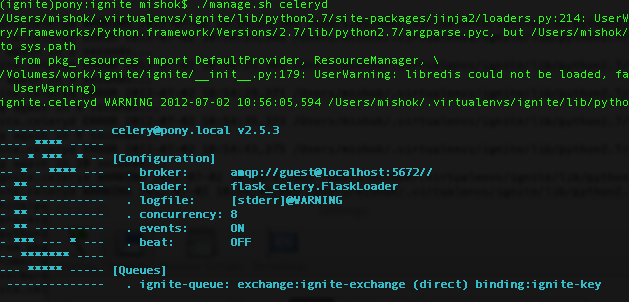 (ignite)pony:ignite mishok$ ./manage.sh celeryd
/Users/mishok/.virtualenvs/ignite/lib/python2.7/site-packages/jinja2/loaders.py:214: UserW
ry/Frameworks/Python.framework/Versions/2.7/lib/python2.7/argparse.pyc, but /Users/mishok/
to sys.path
  from pkg_resources import DefaultProvider, ResourceManager, \
/Volumes/work/ignite/ignite/__init__.py:179: UserWarning: libredis could not be loaded, fa
  UserWarning)
ignite.celeryd WARNING 2012-07-02 10:56:05,594 /Users/mishok/.virtualenvs/ignite/lib/pytho
 -------------- celery@pony.local v2.5.3
---- **** -----
--- * ***  * -- [Configuration]
-- * - **** ---   . broker:      amqp://guest@localhost:5672//
- ** ----------   . loader:      flask_celery.FlaskLoader
- ** ----------   . logfile:     [stderr]@WARNING
- ** ----------   . concurrency: 8
- ** ----------   . events:      ON
- *** --- * ---   . beat:        OFF
-- ******* ----
--- ***** ----- [Queues]
 --------------   . ignite-queue: exchange:ignite-exchange (direct) binding:ignite-key